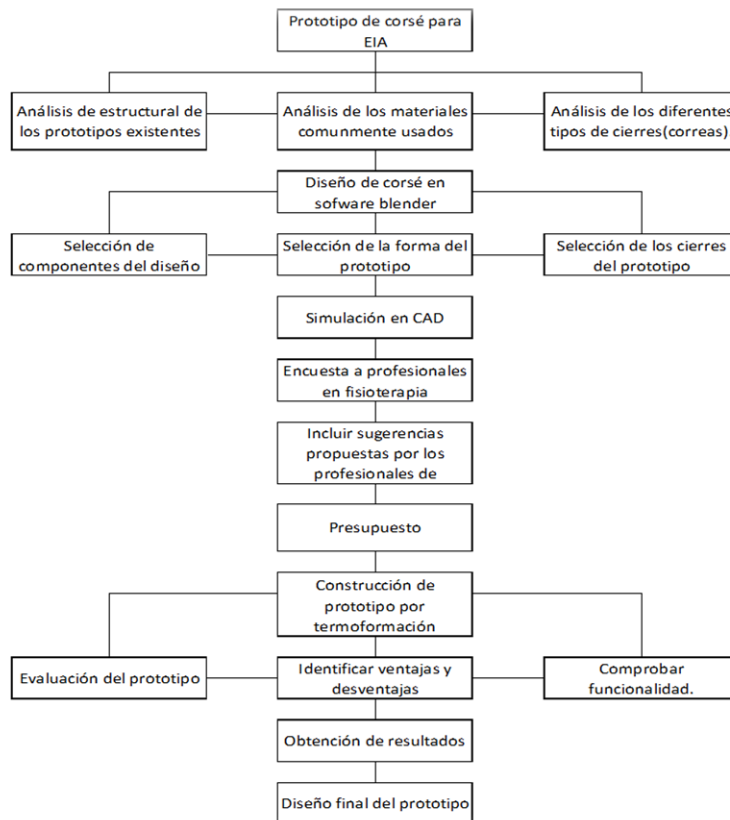 Prototipo de corsé para
EIA
Análisis de estructural de
los prototipos existentes
Análisis de los materiales
comunmente usados
Análisis de los diferentes
tipos de cierres(correas)
Diseño de corsé en
sofware blender
Selección de
componentes del diseño
Selección de la forma del
prototipo
Selección de los cierres
del prototipo
Simulación en CAD
Encuesta a profesionales
en fisioterapia
Incluir sugerencias
propuestas por los
profesionales de
Presupuesto
Construcción de
prototipo por
termoformación
Evaluación del prototipo
Identificar ventajas y
desventajas
Comprobar
funcionalidad.
Obtención de resultados
Diseño final del prototipo